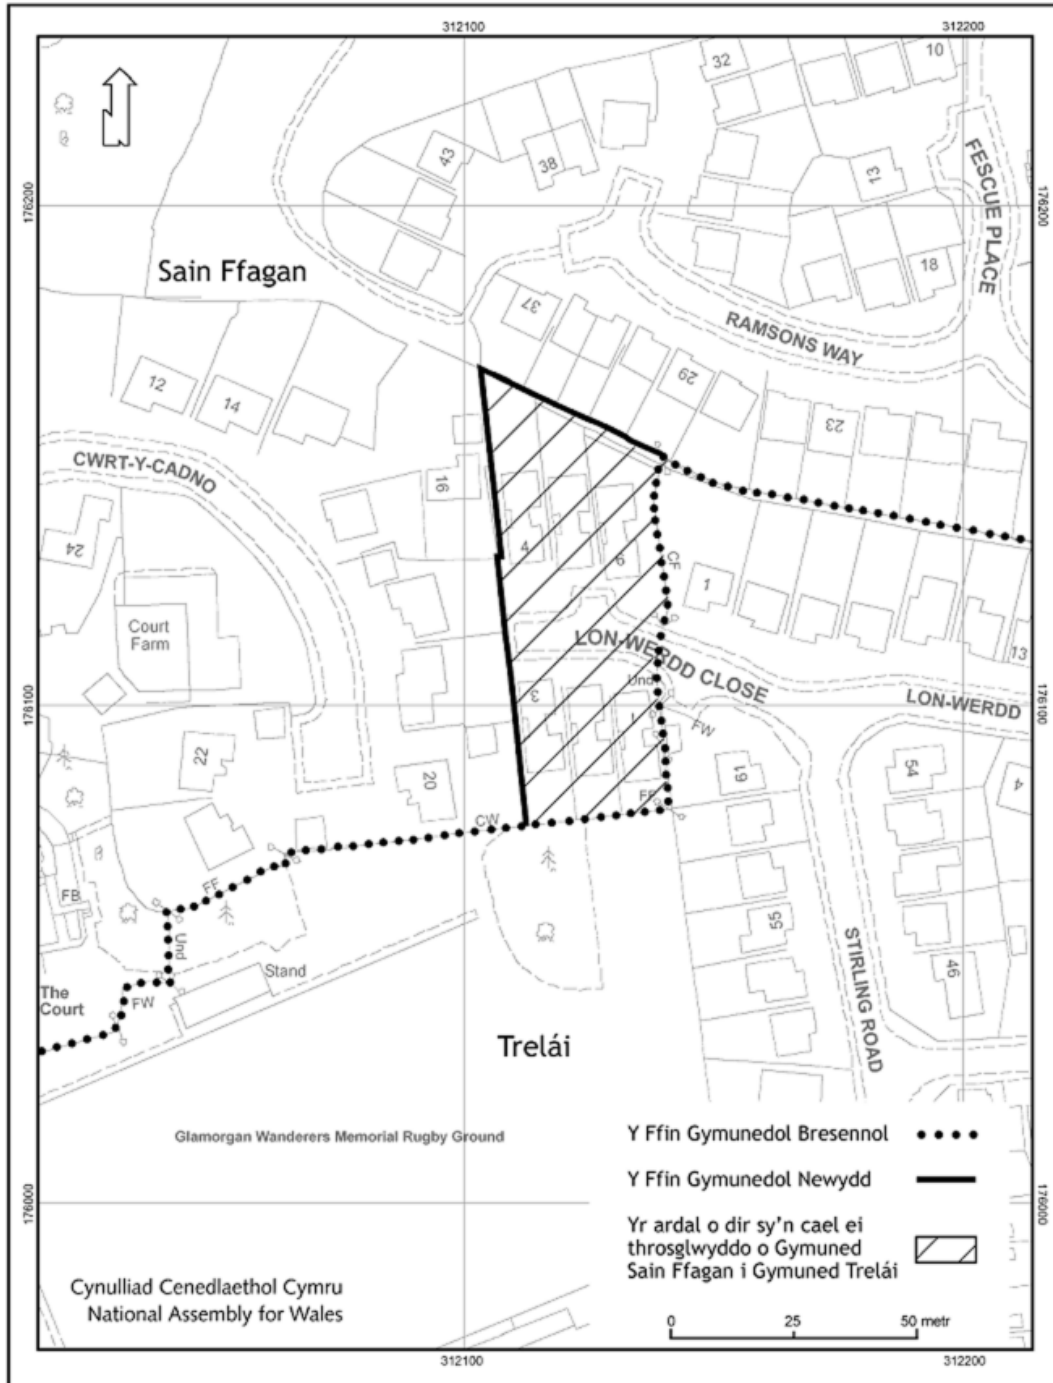 312100
312200
32
10
43
38
13
FESCUE PLACE
176200
176200
Sain Ffagan
18
37
RAMSONS WAY
29
12
14
23
CWRT-Y-CADNO
16
24
4
6
CF
1
Court
Farm
LON-WERDD CLOSE
13
3
Und
LON-WERDD
176100
176100
1
FW
22
20
61
54
4
FF
CW
FF
FB
55
Und
STIRLING ROAD
46
Stand
The
Court
FW
Trelái
Glamorgan Wanderers Memorial Rugby Ground
Y Ffin Gymunedol Bresennol
Y Ffin Gymunedol Newydd
176000
176000
Yr ardal o dir sy'n cael ei
throsglwyddo o Gymuned
Sain Ffagan i Gymuned Trelái
Cynulliad Cenedlaethol Cymru
National Assembly for Wales
0 25 50 metr
312100
312200